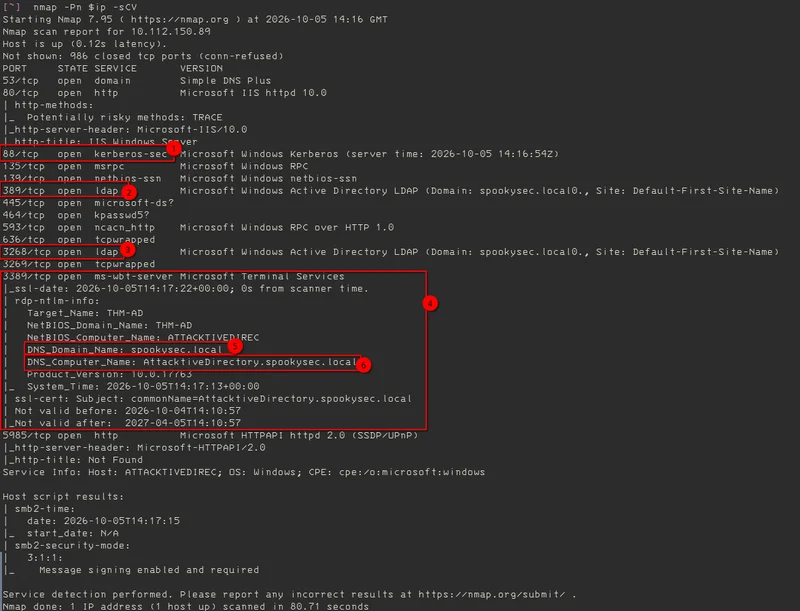 [~] nmap -Pn $ip -sCV
Starting Nmap 7.95 ( https://nmap.org ) at 2026-10-05 14:16 GMT
Nmap scan report for 10.112.150.89
Host is up (0.12s latency).
Not shown: 986 closed tcp ports (conn-refused)
PORT     STATE SERVICE       VERSION
53/tcp   open  domain        Simple DNS Plus
80/tcp   open  http          Microsoft IIS httpd 10.0
| http-methods:
|_  Potentially risky methods: TRACE
|_http-server-header: Microsoft-IIS/10.0
|_http-title: IIS Windows Server
88/tcp   open  kerberos-sec 1 Microsoft Windows Kerberos (server time: 2026-10-05 14:16:54Z)
135/tcp  open  msrpc         Microsoft Windows RPC
139/tcp  open  netbios-ssn   Microsoft Windows netbios-ssn
389/tcp  open  ldap 2        Microsoft Windows Active Directory LDAP (Domain: spookysec.local0., Site: Default-First-Site-Name)
445/tcp  open  microsoft-ds?
464/tcp  open  kpasswd5?
593/tcp  open  ncacn_http    Microsoft Windows RPC over HTTP 1.0
636/tcp  open  tcpwrapped
3268/tcp open  ldap 3        Microsoft Windows Active Directory LDAP (Domain: spookysec.local0., Site: Default-First-Site-Name)
3269/tcp open  tcpwrapped
3389/tcp open  ms-wbt-server Microsoft Terminal Services
|_ssl-date: 2026-10-05T14:17:22+00:00; 0s from scanner time.
| rdp-ntlm-info: 4
|   Target_Name: THM-AD
|   NetBIOS_Domain_Name: THM-AD
|   NetBIOS_Computer_Name: ATTACKTIVEDIREC
|   DNS_Domain_Name: spookysec.local 5
|   DNS_Computer_Name: AttacktiveDirectory.spookysec.local 6
|   Product_Version: 10.0.17763
|_  System_Time: 2026-10-05T14:17:13+00:00
| ssl-cert: Subject: commonName=AttacktiveDirectory.spookysec.local
| Not valid before: 2026-10-04T14:10:57
|_Not valid after:  2027-04-05T14:10:57
5985/tcp open  http          Microsoft HTTPAPI httpd 2.0 (SSDP/UPnP)
|_http-server-header: Microsoft-HTTPAPI/2.0
|_http-title: Not Found
Service Info: Host: ATTACKTIVEDIREC; OS: Windows; CPE: cpe:/o:microsoft:windows
Host script results:
| smb2-time:
|   date: 2026-10-05T14:17:15
|_  start_date: N/A
| smb2-security-mode:
|   3:1:1:
|_    Message signing enabled and required
Service detection performed. Please report any incorrect results at https://nmap.org/submit/ .
Nmap done: 1 IP address (1 host up) scanned in 80.71 seconds